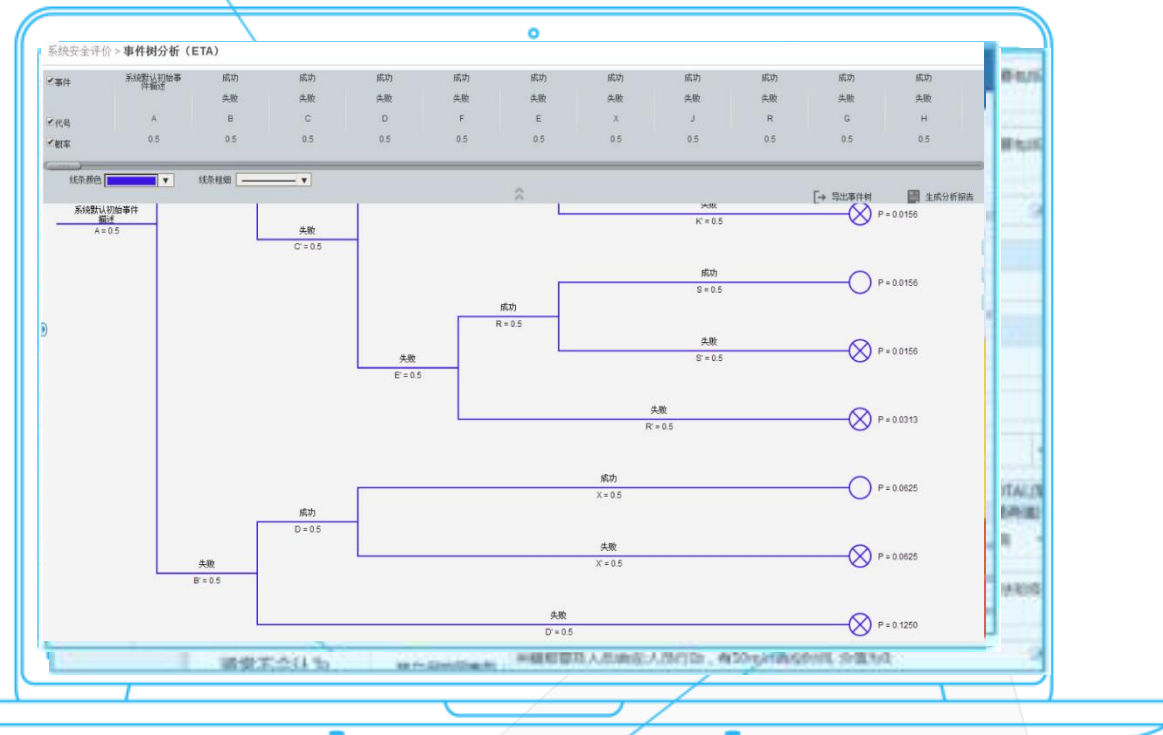 系统安全评价 > 事件树分析（ETA）
事件 系统默认初始事件描述 成功 成功 成功 成功 成功 成功 成功 成功 成功 成功
失败 失败 失败 失败 失败 失败 失败 失败 失败 失败
代号 A B C D F E X J R G H
概率 0.5 0.5 0.5 0.5 0.5 0.5 0.5 0.5 0.5 0.5 0.5
线条颜色 线条粗细
导出事件树 生成分析报告
系统默认初始事件
描述
A = 0.5
失败
K' = 0.5
P = 0.0156
失败
C' = 0.5
成功
S = 0.5
P = 0.0156
成功
R = 0.5
失败
S' = 0.5
P = 0.0156
失败
E' = 0.5
失败
R' = 0.5
P = 0.0313
成功
X = 0.5
P = 0.0625
成功
D = 0.5
失败
X' = 0.5
P = 0.0625
失败
B' = 0.5
失败
D' = 0.5
P = 0.1250